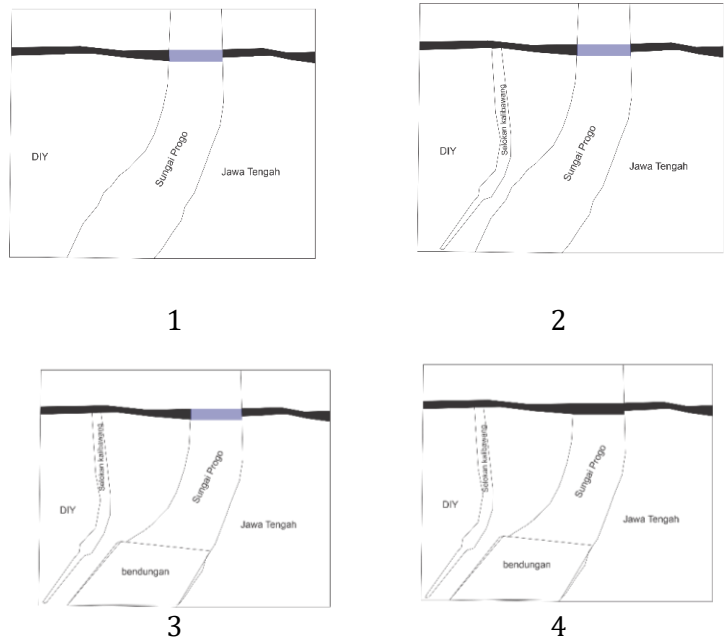 DIY
Sungai Progo
Jawa Tengah
1
DIY
Selokan kalibawang
Sungai Progo
Jawa Tengah
2
DIY
Selokan kalibawang
Sungai Progo
Jawa Tengah
bendungan
3
DIY
Selokan kalibawang
Sungai Progo
Jawa Tengah
bendungan
4